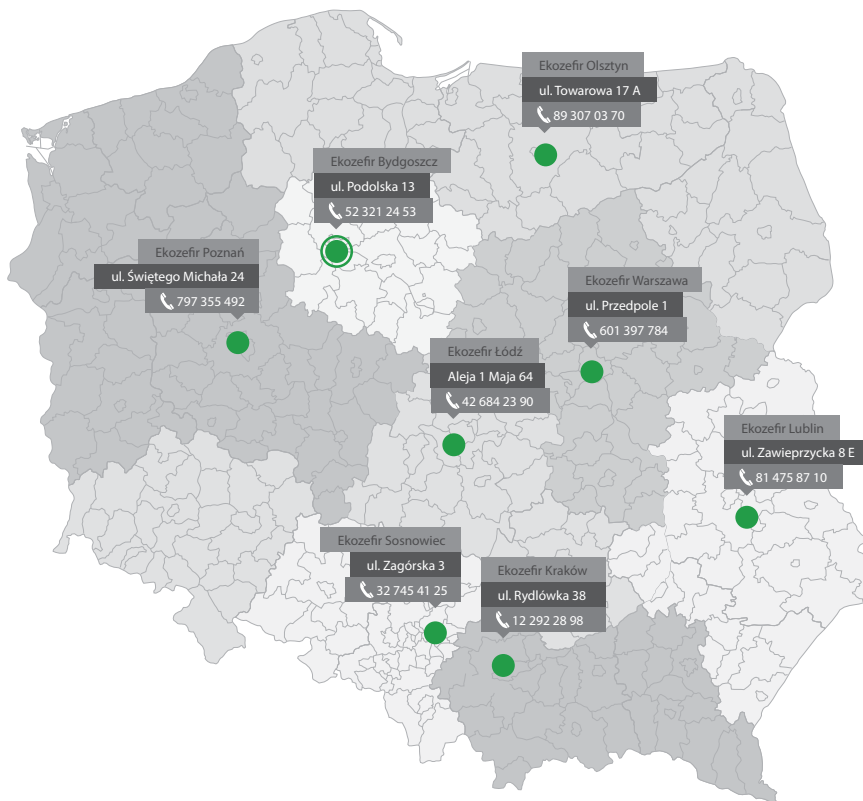 Ekozefir Olsztyn
ul. Towarowa 17 A
89 307 03 70
Ekozefir Bydgoszcz
ul. Podolska 13
52 321 24 53
Ekozefir Poznań
ul. Świętego Michała 24
797 355 492
Ekozefir Warszawa
ul. Przedpole 1
601 397 784
Ekozefir Łódź
Aleja 1 Maja 64
42 684 23 90
Ekozefir Lublin
ul. Zawieprzycka 8 E
81 475 87 10
Ekozefir Sosnowiec
ul. Zagórska 3
32 745 41 25
Ekozefir Kraków
ul. Rydlówka 38
12 292 28 98